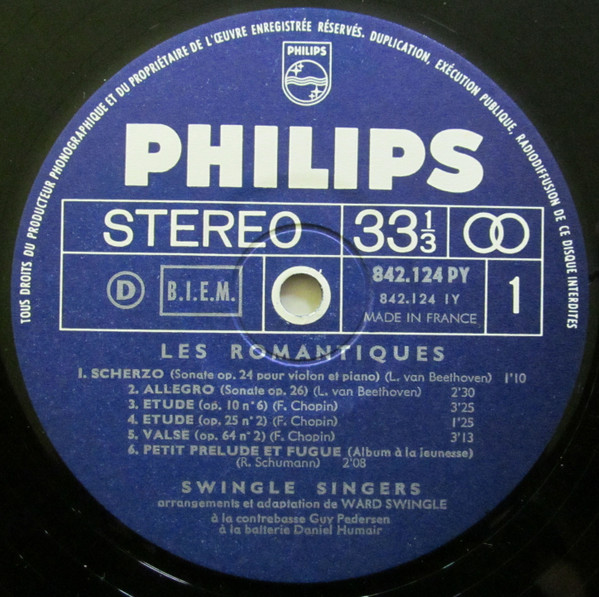 TOUS DROITS DU PRODUCTEUR PHONOGRAPHIQUE ET DU PROPRIÉTAIRE DE L'ŒUVRE ENREGISTRÉE RÉSERVÉS. DUPLICATION, EXÉCUTION PUBLIQUE, RADIODIFFUSION DE CE DISQUE INTERDITES
PHILIPS
PHILIPS
STEREO 33 1/3
D B.I.E.M. 842.124 PY 1
842.124 1Y
MADE IN FRANCE
LES ROMANTIQUES
1. SCHERZO (Sonate op. 24 pour violon et piano) (L. van Beethoven) 1'10
2. ALLEGRO (Sonate op. 26) (L. van Beethoven) 2'30
3. ETUDE (op. 10 n° 6) (F. Chopin) 3'25
4. ETUDE (op. 25 n° 2) (F. Chopin) 1'25
5. VALSE (op. 64 n° 2) (F. Chopin) 3'13
6. PETIT PRELUDE ET FUGUE (Album à la jeunesse)
(R. Schumann) 2'08
SWINGLE SINGERS
arrangements et adaptation de WARD SWINGLE
à la contrebasse Guy Pedersen
à la batterie Daniel Humair